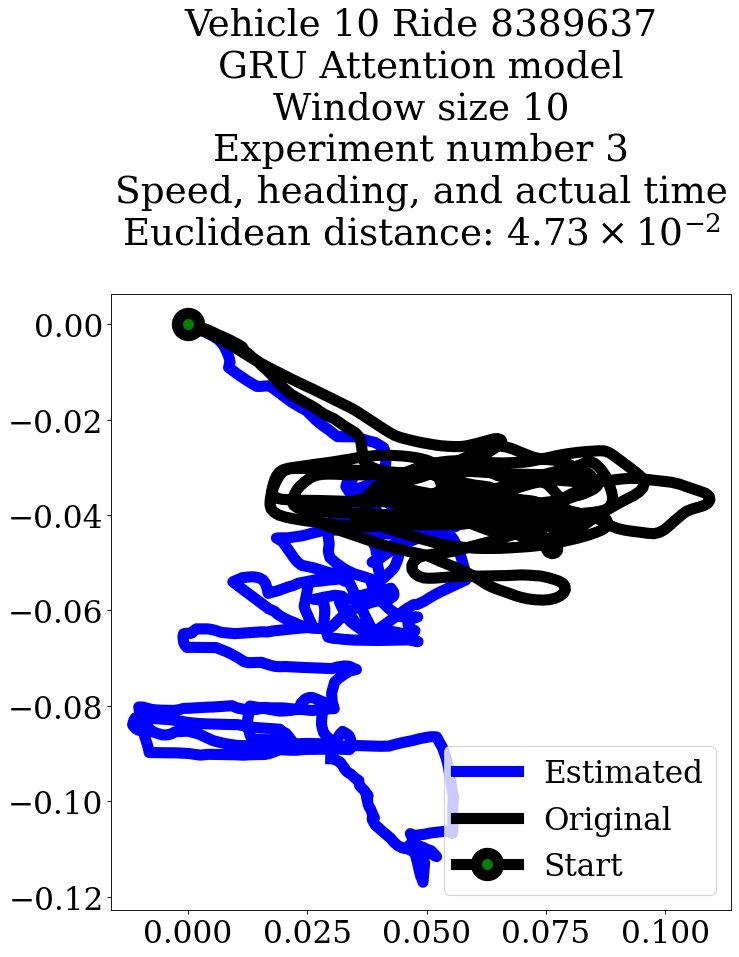 Vehicle 10 Ride 8389637
GRU Attention model
Window size 10
Experiment number 3
Speed, heading, and actual time
Euclidean distance: 4.73 × 10⁻²
0.00
−0.02
−0.04
−0.06
−0.08
−0.10
−0.12
Estimated
Original
Start
0.000 0.025 0.050 0.075 0.100